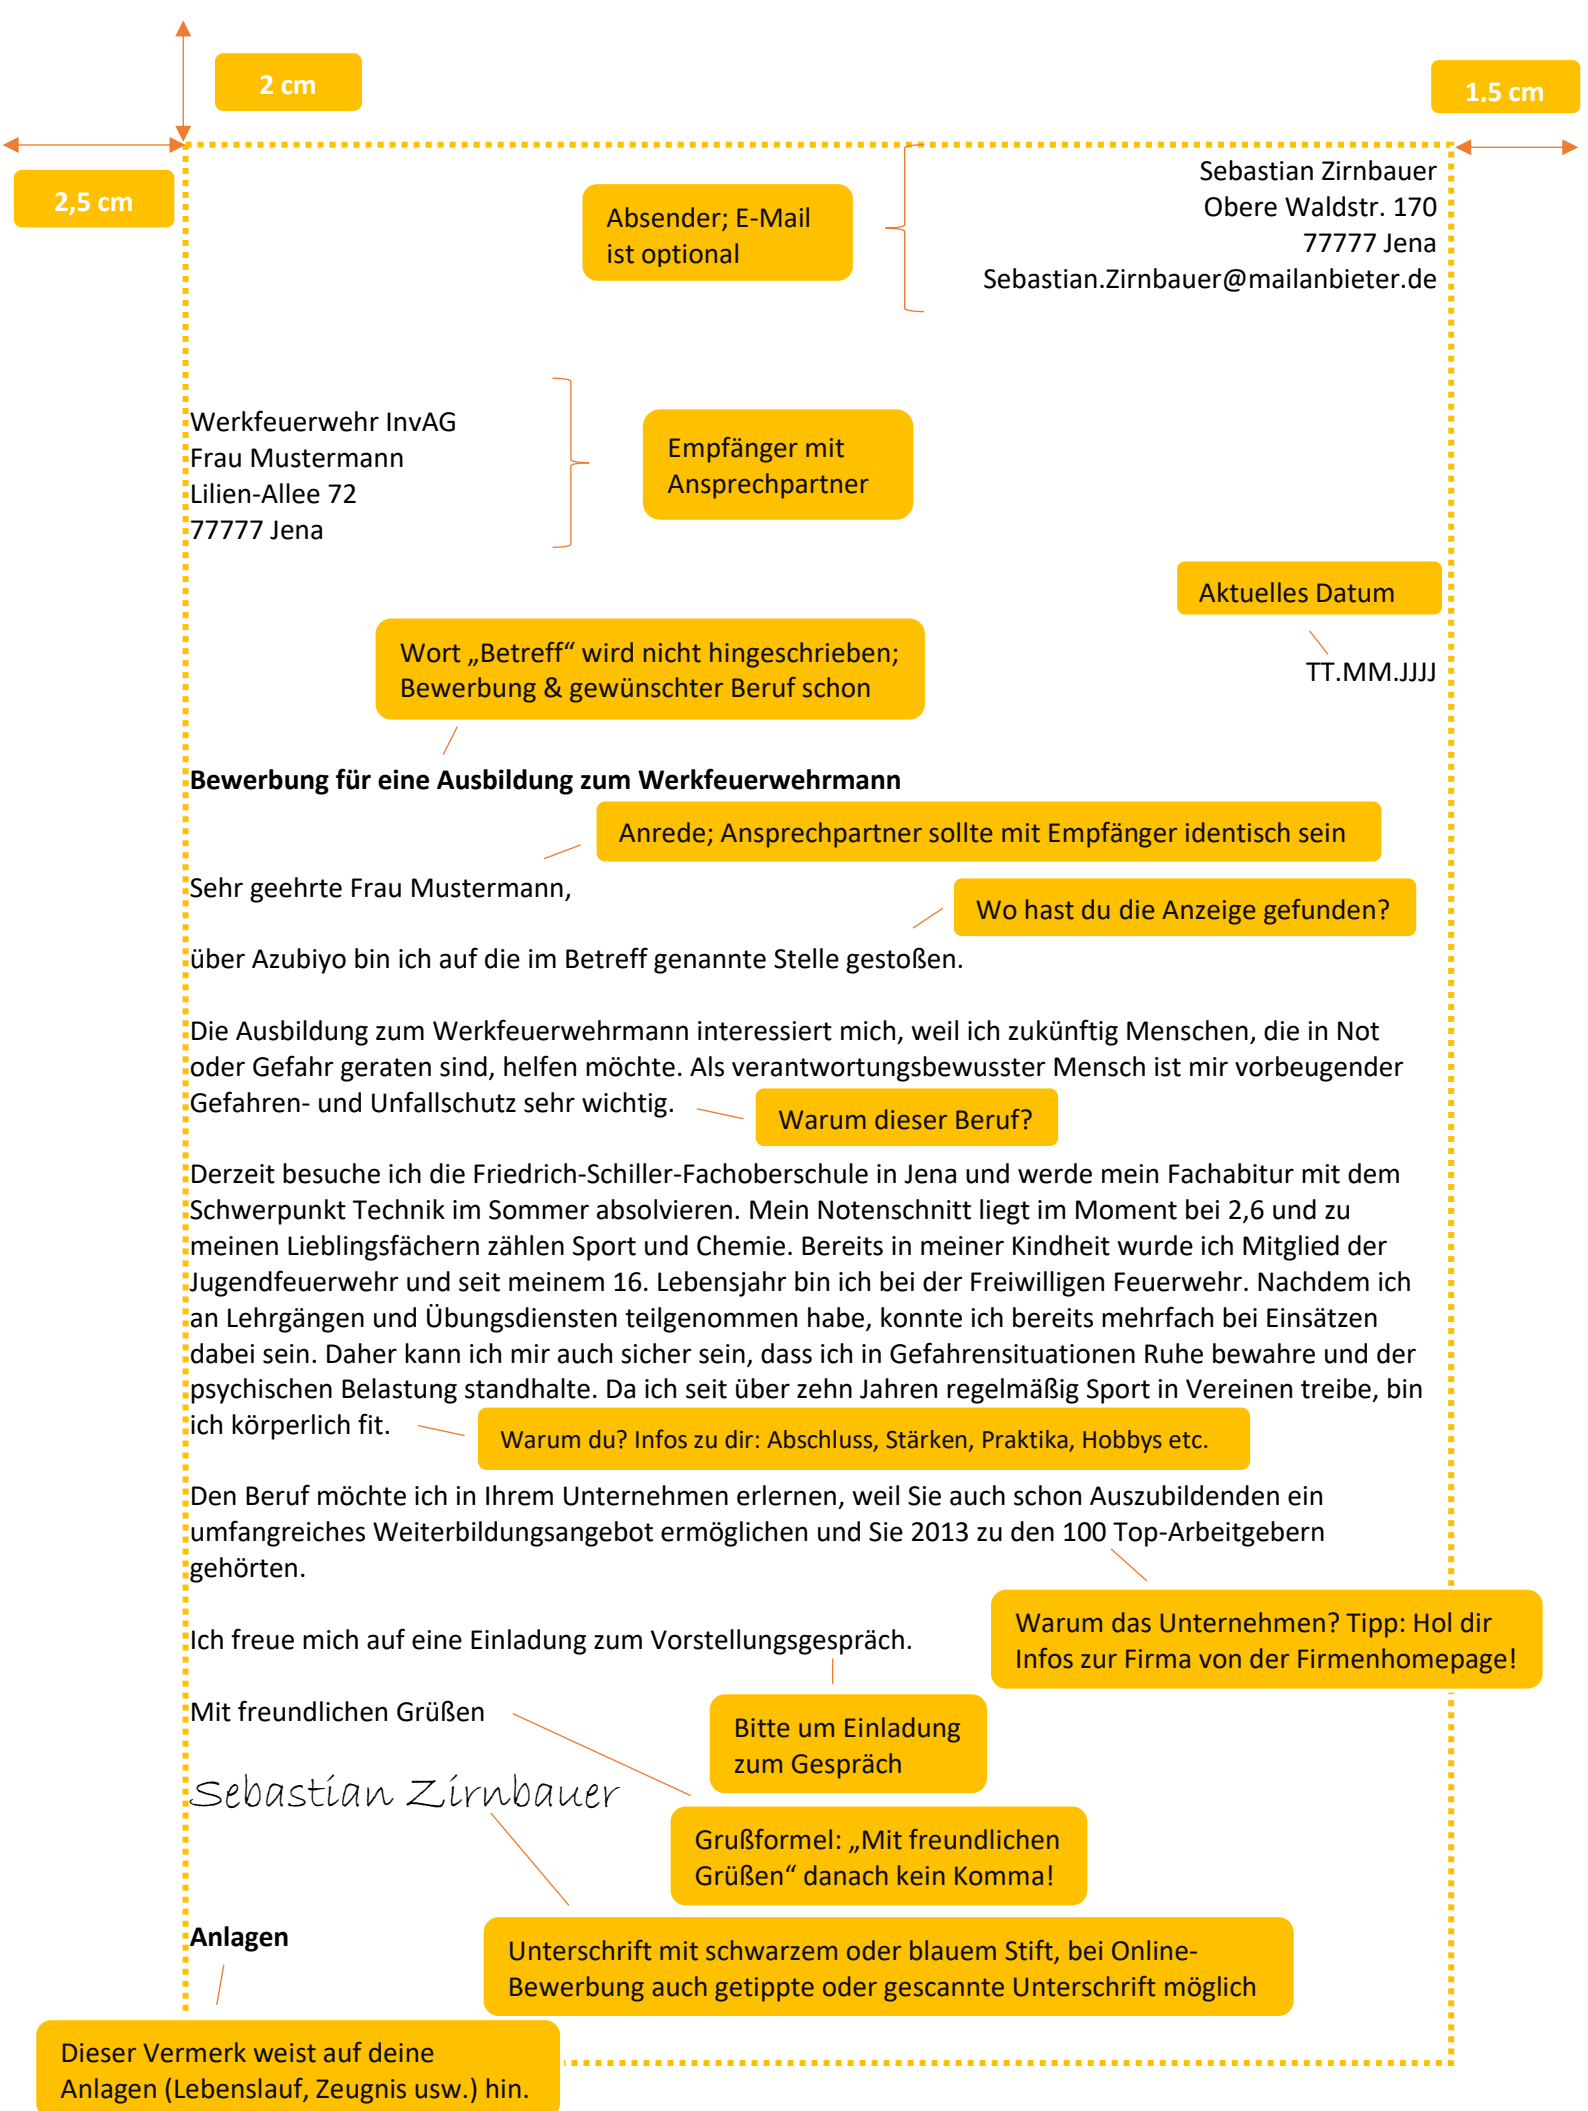 2 cm
1,5 cm
2,5 cm
Absender; E-Mail
ist optional
Sebastian Zirnbauer
Obere Waldstr. 170
77777 Jena
Sebastian.Zirnbauer@mailanbieter.de
Werkfeuerwehr InvAG
Frau Mustermann
Lilien-Allee 72
77777 Jena
Empfänger mit
Ansprechpartner
Aktuelles Datum
TT.MM.JJJJ
Wort „Betreff“ wird nicht hingeschrieben;
Bewerbung & gewünschter Beruf schon
Bewerbung für eine Ausbildung zum Werkfeuerwehrmann
Anrede; Ansprechpartner sollte mit Empfänger identisch sein
Sehr geehrte Frau Mustermann,
Wo hast du die Anzeige gefunden?
über Azubiyo bin ich auf die im Betreff genannte Stelle gestoßen.
Die Ausbildung zum Werkfeuerwehrmann interessiert mich, weil ich zukünftig Menschen, die in Not
oder Gefahr geraten sind, helfen möchte. Als verantwortungsbewusster Mensch ist mir vorbeugender
Gefahren- und Unfallschutz sehr wichtig.
Warum dieser Beruf?
Derzeit besuche ich die Friedrich-Schiller-Fachoberschule in Jena und werde mein Fachabitur mit dem
Schwerpunkt Technik im Sommer absolvieren. Mein Notenschnitt liegt im Moment bei 2,6 und zu
meinen Lieblingsfächern zählen Sport und Chemie. Bereits in meiner Kindheit wurde ich Mitglied der
Jugendfeuerwehr und seit meinem 16. Lebensjahr bin ich bei der Freiwilligen Feuerwehr. Nachdem ich
an Lehrgängen und Übungsdiensten teilgenommen habe, konnte ich bereits mehrfach bei Einsätzen
dabei sein. Daher kann ich mir auch sicher sein, dass ich in Gefahrensituationen Ruhe bewahre und der
psychischen Belastung standhalte. Da ich seit über zehn Jahren regelmäßig Sport in Vereinen treibe, bin
ich körperlich fit.
Warum du? Infos zu dir: Abschluss, Stärken, Praktika, Hobbys etc.
Den Beruf möchte ich in Ihrem Unternehmen erlernen, weil Sie auch schon Auszubildenden ein
umfangreiches Weiterbildungsangebot ermöglichen und Sie 2013 zu den 100 Top-Arbeitgebern
gehörten.
Warum das Unternehmen? Tipp: Hol dir
Infos zur Firma von der Firmenhomepage!
Ich freue mich auf eine Einladung zum Vorstellungsgespräch.
Bitte um Einladung
zum Gespräch
Mit freundlichen Grüßen
Sebastian Zirnbauer
Grußformel: „Mit freundlichen
Grüßen“ danach kein Komma!
Anlagen
Unterschrift mit schwarzem oder blauem Stift, bei Online-
Bewerbung auch getippte oder gescannte Unterschrift möglich
Dieser Vermerk weist auf deine
Anlagen (Lebenslauf, Zeugnis usw.) hin.